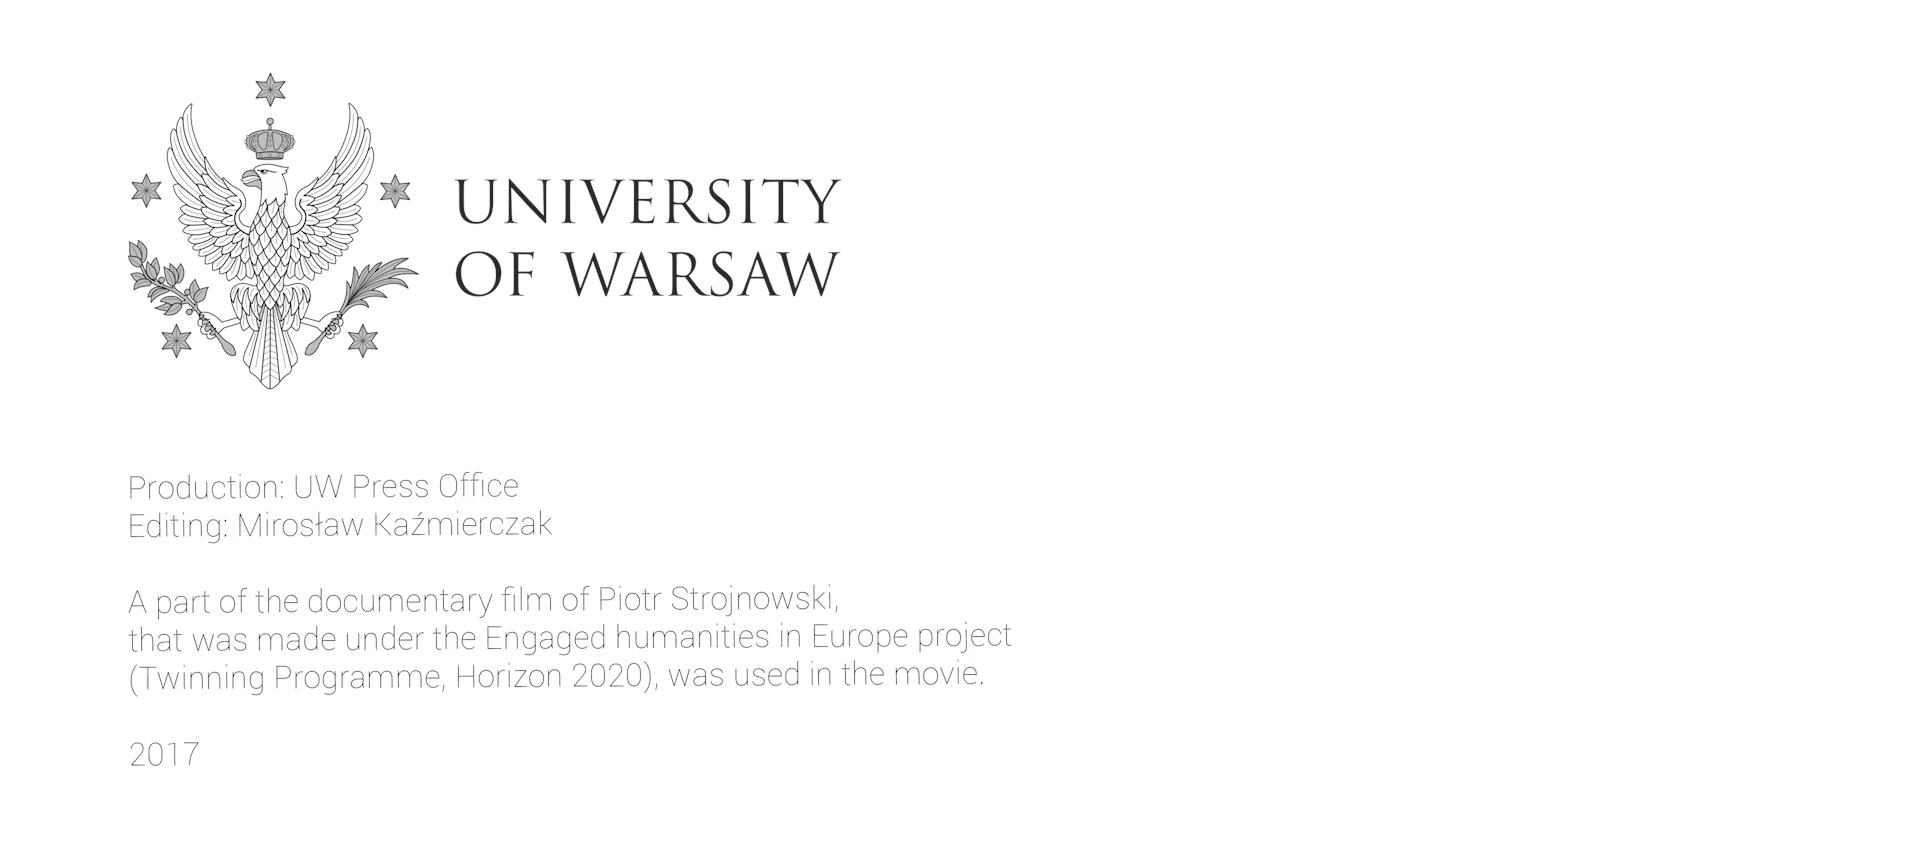 UNIVERSITY
OF WARSAW
Production: UW Press Office
Editing: Mirosław Kaźmierczak
A part of the documentary film of Piotr Strojnowski,
that was made under the Engaged humanities in Europe project
(Twinning Programme, Horizon 2020), was used in the movie.
2017